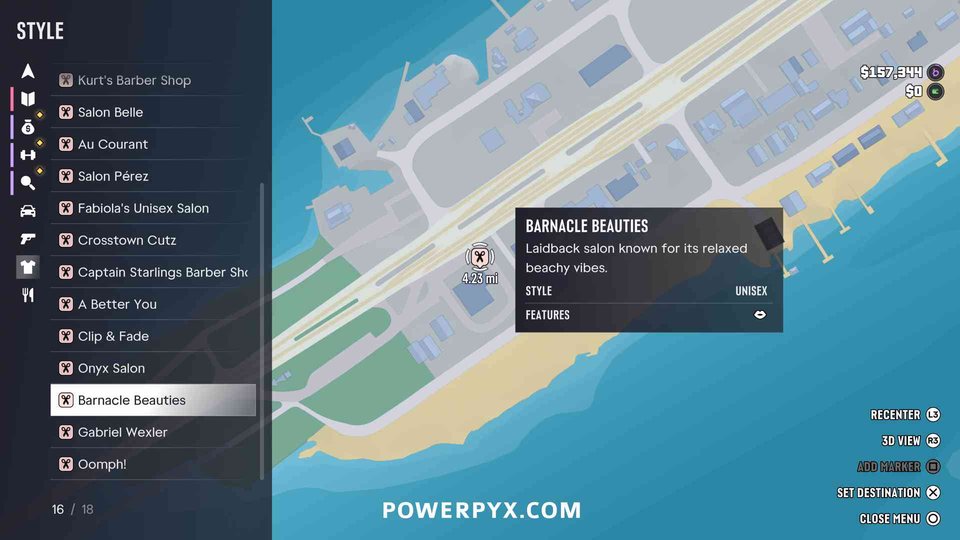 STYLE
Kurt's Barber Shop
Salon Belle
Au Courant
Salon Pérez
Fabiola's Unisex Salon
Crosstown Cutz
Captain Starlings Barber Sho
A Better You
Clip & Fade
Onyx Salon
Barnacle Beauties
Gabriel Wexler
Oomph!
16 / 18
$157,344
$0
4.23 mi
BARNACLE BEAUTIES
Laidback salon known for its relaxed
beachy vibes.
STYLE UNISEX
FEATURES
RECENTER L3
3D VIEW R3
ADD MARKER
SET DESTINATION
CLOSE MENU
POWERPYX.COM